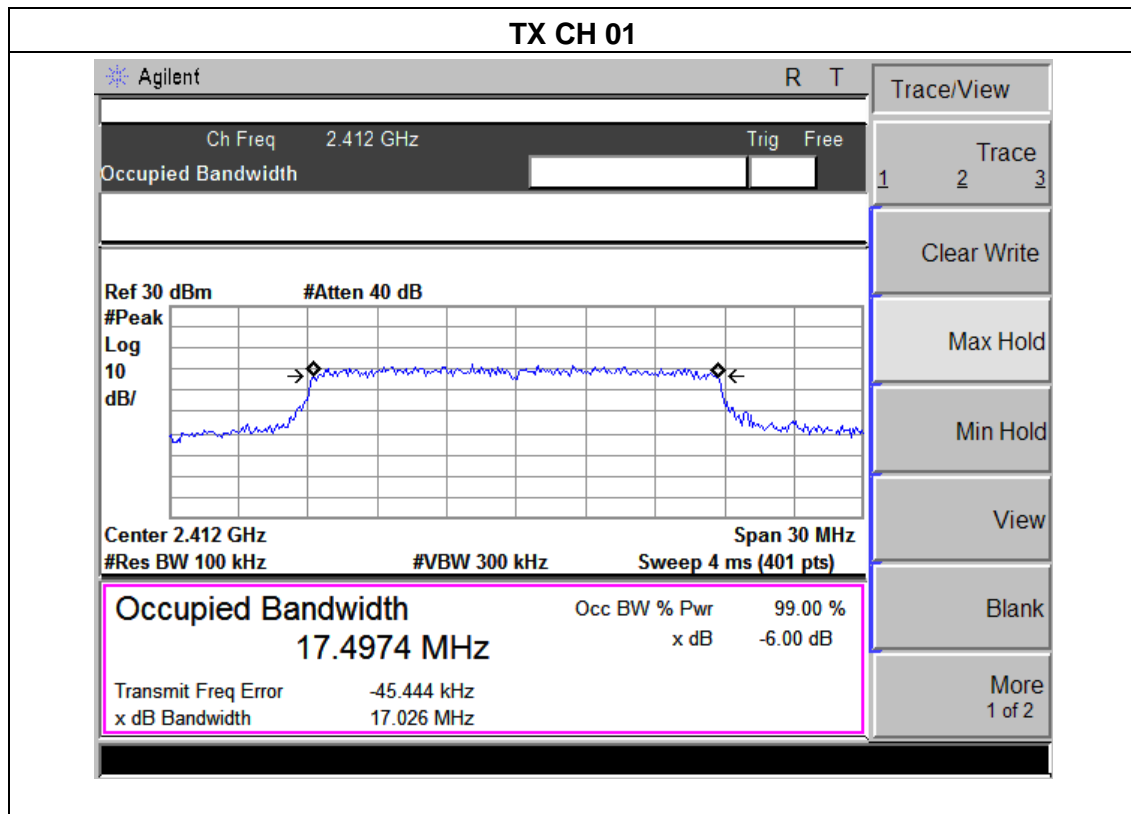 TX CH 01
Agilent R T
Trace/View
Ch Freq 2.412 GHz Trig Free
Occupied Bandwidth
Trace
1 2 3
Clear Write
Ref 30 dBm #Atten 40 dB
#Peak
Log
10
dB/
Max Hold
Min Hold
View
Center 2.412 GHz Span 30 MHz
#Res BW 100 kHz #VBW 300 kHz Sweep 4 ms (401 pts)
Occupied Bandwidth Occ BW % Pwr 99.00 %
17.4974 MHz x dB -6.00 dB
Blank
Transmit Freq Error -45.444 kHz
x dB Bandwidth 17.026 MHz
More
1 of 2